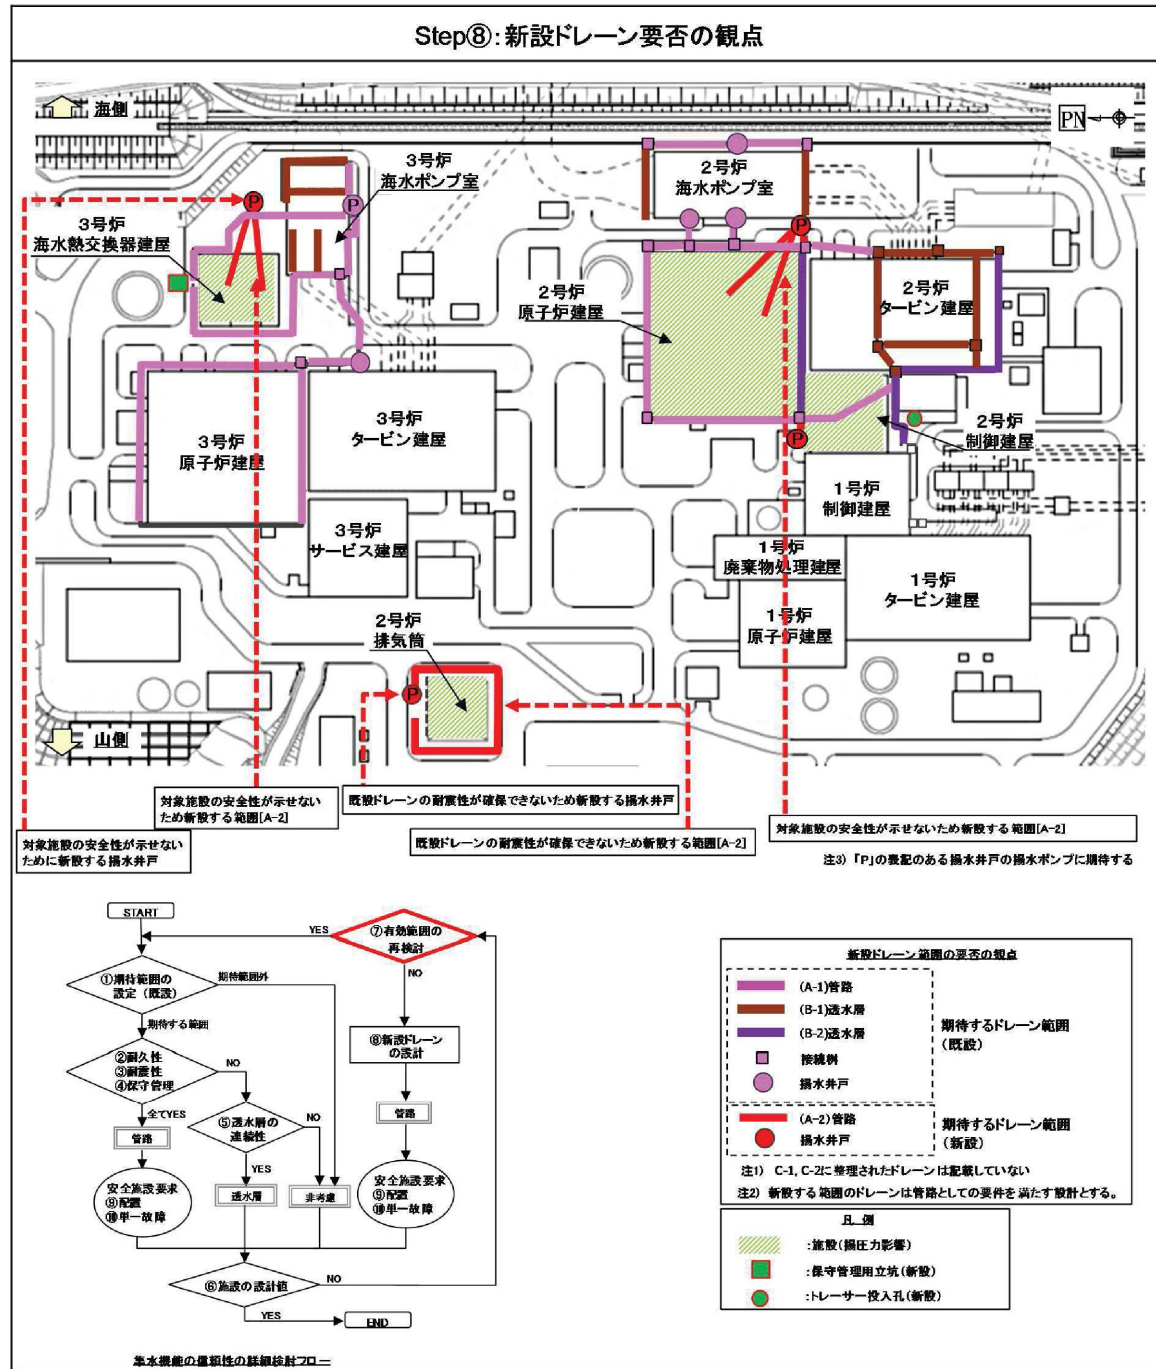 Step⑧:新設ドレーン要否の観点
海側
PN
3号炉
海水ポンプ室
2号炉
海水ポンプ室
P
P
P
3号炉
海水熱交換器建屋
2号炉
原子炉建屋
2号炉
タービン建屋
3号炉
原子炉建屋
3号炉
タービン建屋
P
2号炉
制御建屋
1号炉
制御建屋
3号炉
サービス建屋
1号炉
廃棄物処理建屋
1号炉
タービン建屋
1号炉
原子炉建屋
2号炉
排気筒
P
山側
対象施設の安全性が示せない
ため新設する範囲[A-2]
既設ドレーンの耐震性が確保できないため新設する揚水井戸
対象施設の安全性が示せない
ために新設する揚水井戸
既設ドレーンの耐震性が確保できないため新設する範囲[A-2]
対象施設の安全性が示せないため新設する範囲[A-2]
注3)「P」の表記のある揚水井戸の揚水ポンプに期待する
START
YES
⑦有効範囲の
再検討
NO
①期待範囲の
設定（既設）
期待範囲外
期待する範囲
②耐久性
③耐震性
④保守管理
NO
⑧新設ドレーン
の設計
全てYES
管路
⑤透水層の
連続性
NO
管路
YES
安全施設要求
⑨配置
⑩単一故障
透水層
非考慮
安全施設要求
⑨配置
⑩単一故障
⑥施設の設計値
NO
YES
END
集水機能の信頼性の詳細検討フロー
新設ドレーン範囲の要否の観点
(A-1)管路
(B-1)透水層
(B-2)透水層
接続桝
揚水井戸
期待するドレーン範囲
(既設)
(A-2)管路
揚水井戸
期待するドレーン範囲
(新設)
注1) C-1, C-2に整理されたドレーンは記載していない
注2) 新設する範囲のドレーンは管路としての要件を満たす設計とする。
凡 例
:施設(揚圧力影響)
:保守管理用立坑(新設)
:トレーサー投入孔(新設)